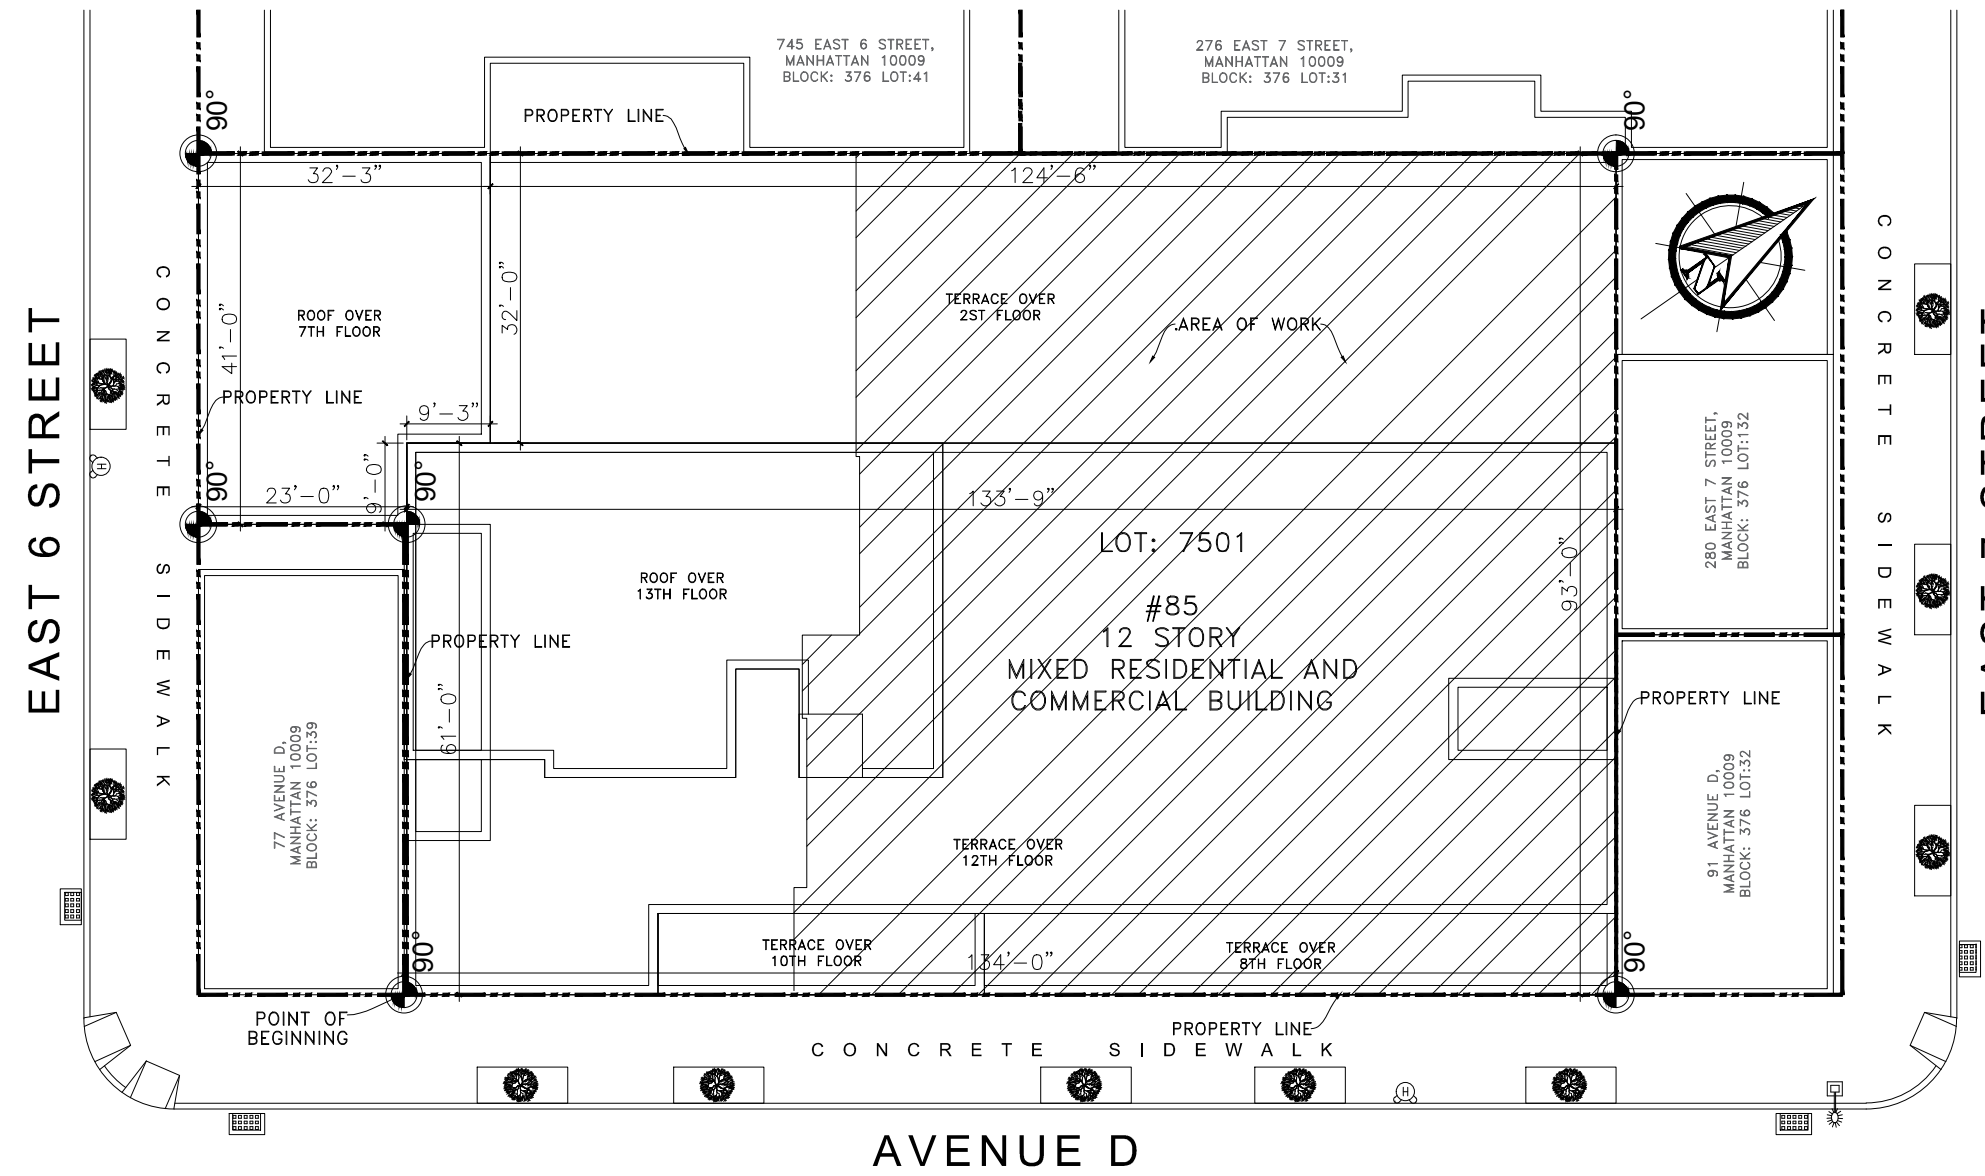 745 EAST 6 STREET,
MANHATTAN 10009
BLOCK: 376 LOT:41
276 EAST 7 STREET,
MANHATTAN 10009
BLOCK: 376 LOT:31
90°
PROPERTY LINE
90°
32'-3"
124'-6"
N
ROOF OVER
7TH FLOOR
41'-0"
32'-0"
TERRACE OVER
2ST FLOOR
AREA OF WORK
PROPERTY LINE
9'-3"
9'-0"
90°
23'-0"
90°
133'-9"
LOT: 7501
#85
12 STORY
MIXED RESIDENTIAL AND
COMMERCIAL BUILDING
93'-0"
ROOF OVER
13TH FLOOR
PROPERTY LINE
61'-0"
PROPERTY LINE
280 EAST 7 STREET,
MANHATTAN 10009
BLOCK: 376 LOT:132
77 AVENUE D,
MANHATTAN 10009
BLOCK: 376 LOT:39
91 AVENUE D,
MANHATTAN 10009
BLOCK: 376 LOT:32
TERRACE OVER
12TH FLOOR
TERRACE OVER
10TH FLOOR
134'-0"
TERRACE OVER
8TH FLOOR
90°
90°
POINT OF
BEGINNING
PROPERTY LINE
CONCRETE SIDEWALK
CONCRETE SIDEWALK
CONCRETE SIDEWALK
H
H
EAST 6 STREET
AVENUE D